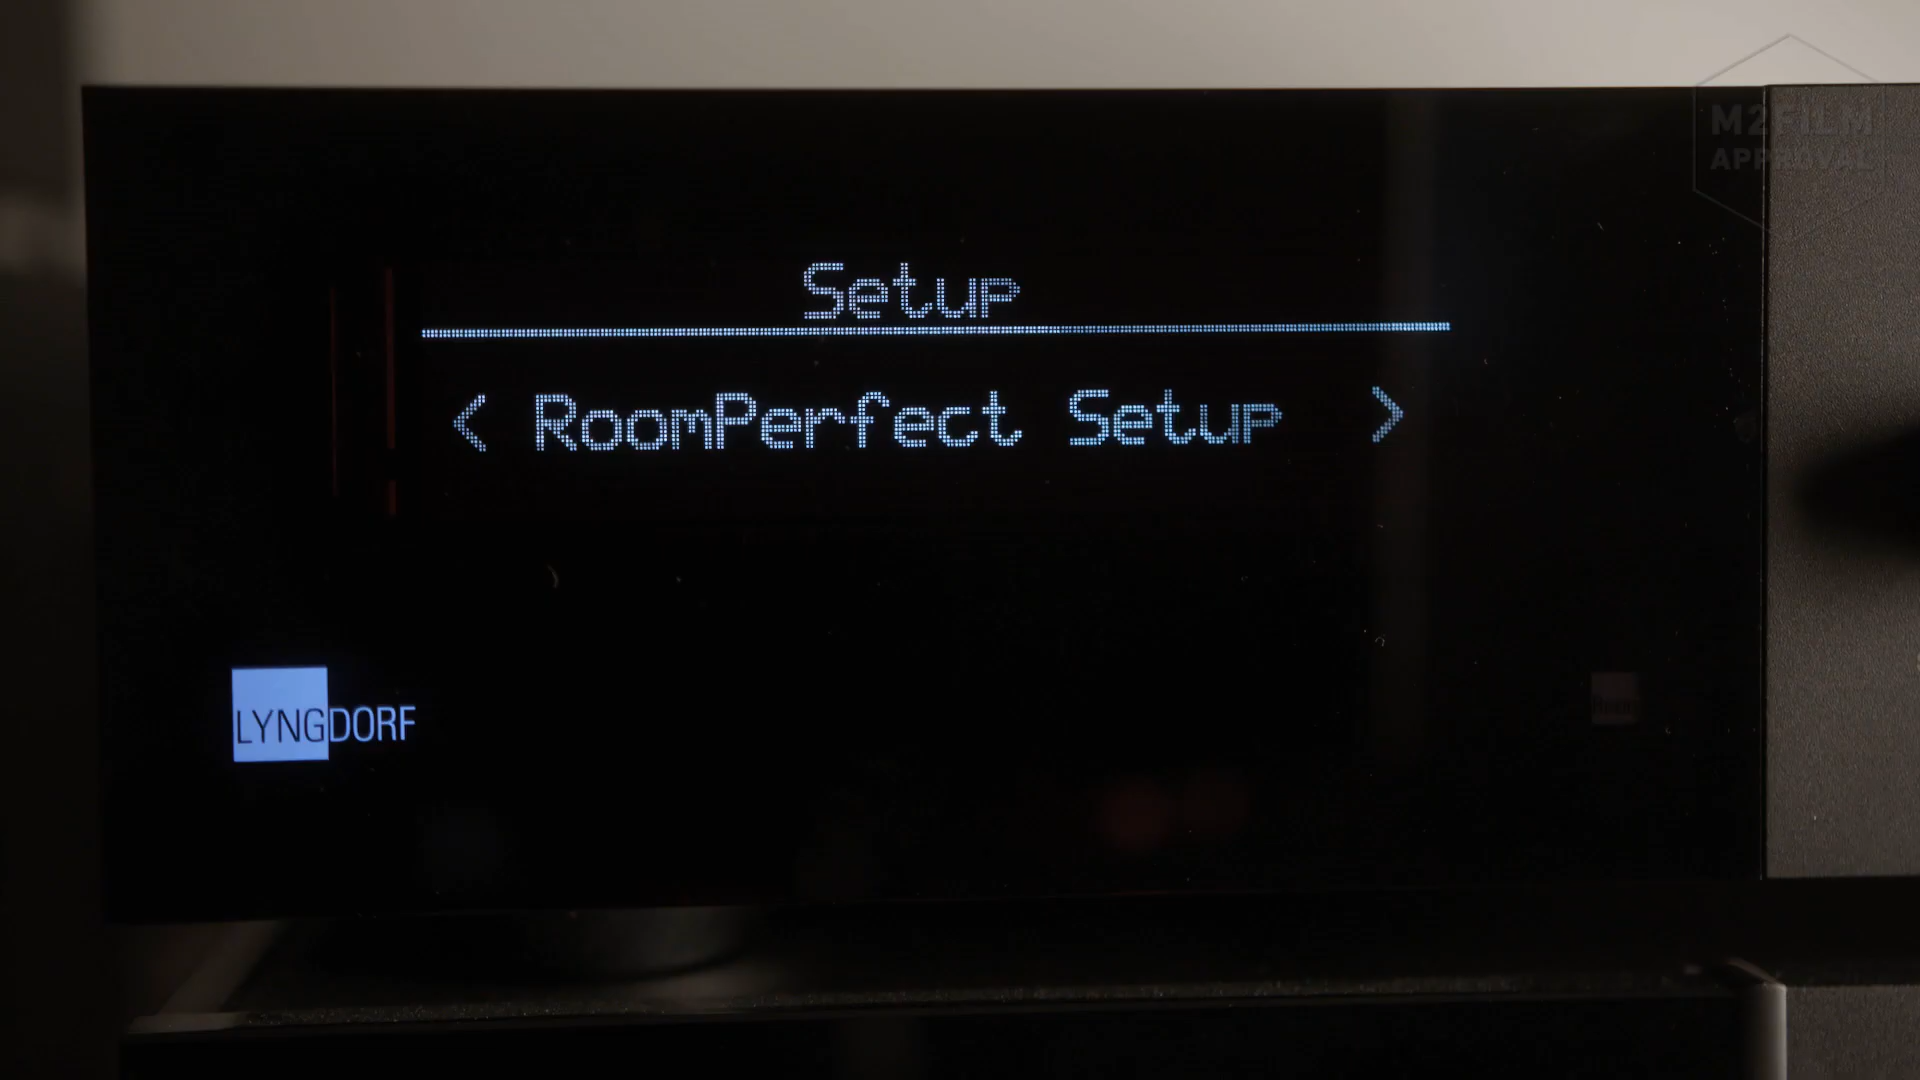 M2FILM
APPROVAL
Setup
< RoomPerfect Setup >
LYNGDORF